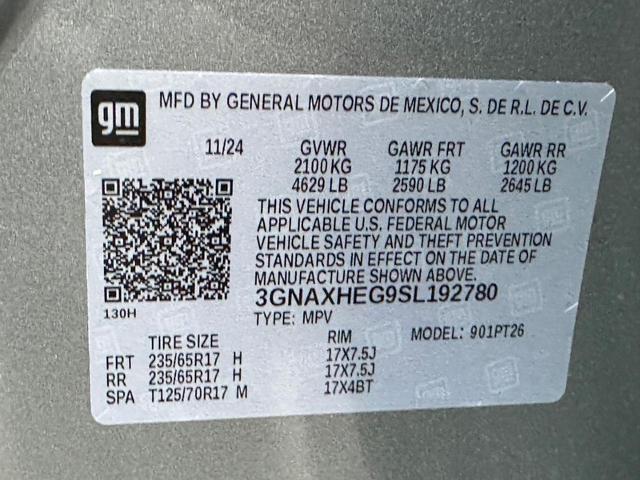 gm
MFD BY GENERAL MOTORS DE MEXICO, S. DE R.L. DE C.V.
11/24 GVWR GAWR FRT GAWR RR
2100 KG 1175 KG 1200 KG
4629 LB 2590 LB 2645 LB
THIS VEHICLE CONFORMS TO ALL
APPLICABLE U.S. FEDERAL MOTOR
VEHICLE SAFETY AND THEFT PREVENTION
STANDARDS IN EFFECT ON THE DATE OF
MANUFACTURE SHOWN ABOVE.
3GNAXHEG9SL192780
130H
TYPE: MPV MODEL: 901PT26
TIRE SIZE RIM
FRT 235/65R17 H 17X7.5J
RR 235/65R17 H 17X7.5J
SPA T125/70R17 M 17X4BT